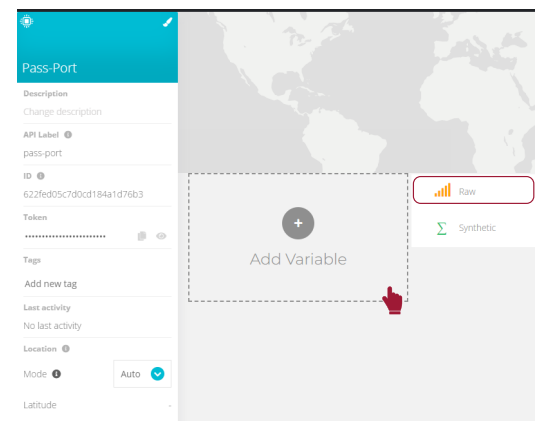 Pass-Port
Description
Change description
API Label
pass-port
ID
622fed05c7d0cd184a1d76b3
Token
••••••••••••••••••••••••
Tags
Add new tag
Last activity
No last activity
Location
Mode
Auto
Latitude
-
Add Variable
Raw
Synthetic